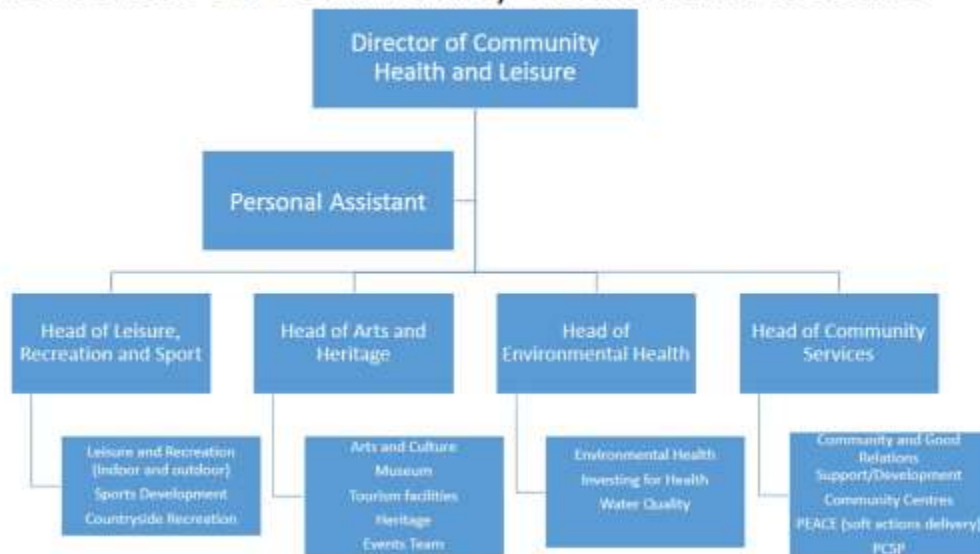 Director of Community
Health and Leisure
Personal Assistant
Head of Leisure,
Recreation and Sport
Head of Arts and
Heritage
Head of
Environmental Health
Head of Community
Services
Leisure and Recreation
(Indoor and outdoor)
Sports Development
Countryside Recreation
Arts and Culture
Museum
Tourism facilities
Heritage
Events Team
Environmental Health
Investing for Health
Water Quality
Community and Good
Relations
Support/Development
Community Centres
PEACE (soft actions delivery)
PCSP